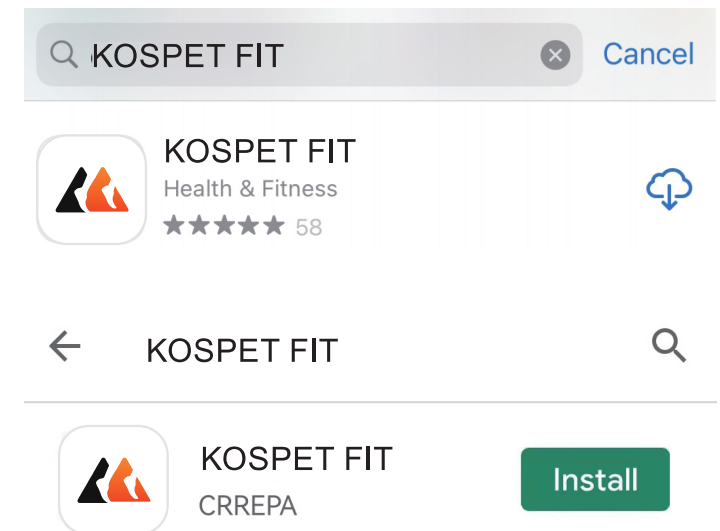 KOSPET FIT
Cancel
KOSPET FIT
Health & Fitness
58
KOSPET FIT
KOSPET FIT
Install
CRREPA